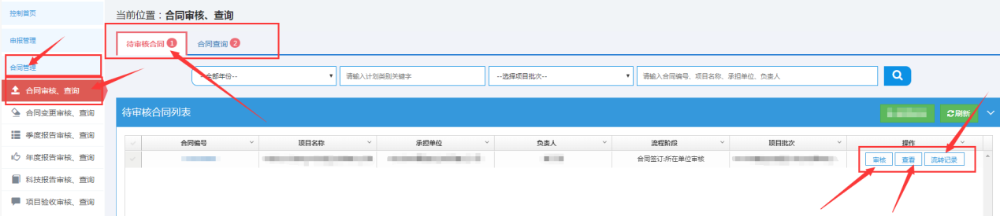 控制首页
申报管理
合同管理
合同审核、查询
合同变更审核、查询
季度报告审核、查询
年度报告审核、查询
科技报告审核、查询
项目验收审核、查询
当前位置：合同审核、查询
待审核合同 1 合同查询 2
--全部年份-- 请输入计划类别关键字 --选择项目批次-- 请输入合同编号、项目名称、承担单位、负责人
待审核合同列表 刷新
合同编号 项目名称 承担单位 负责人 流程阶段 项目批次 操作
合同签订:所在单位审核 审核 查看 流转记录